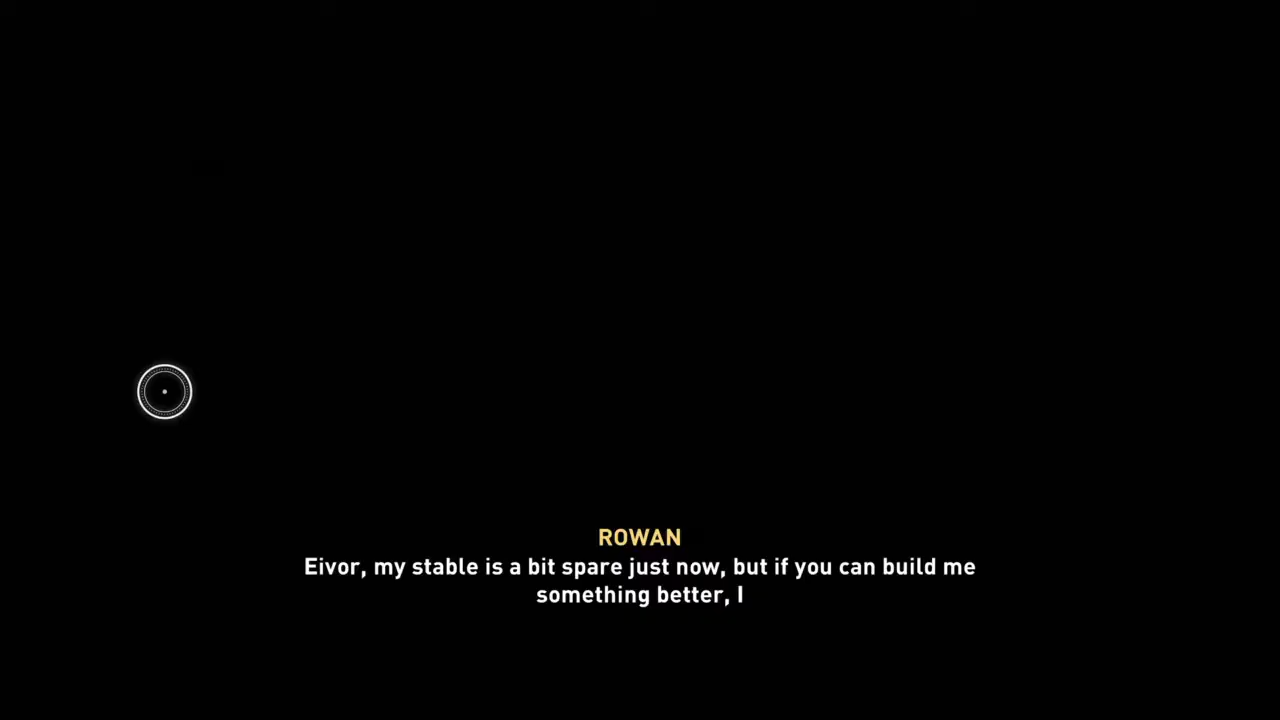 ROWAN
Eivor, my stable is a bit spare just now, but if you can build me
something better, I